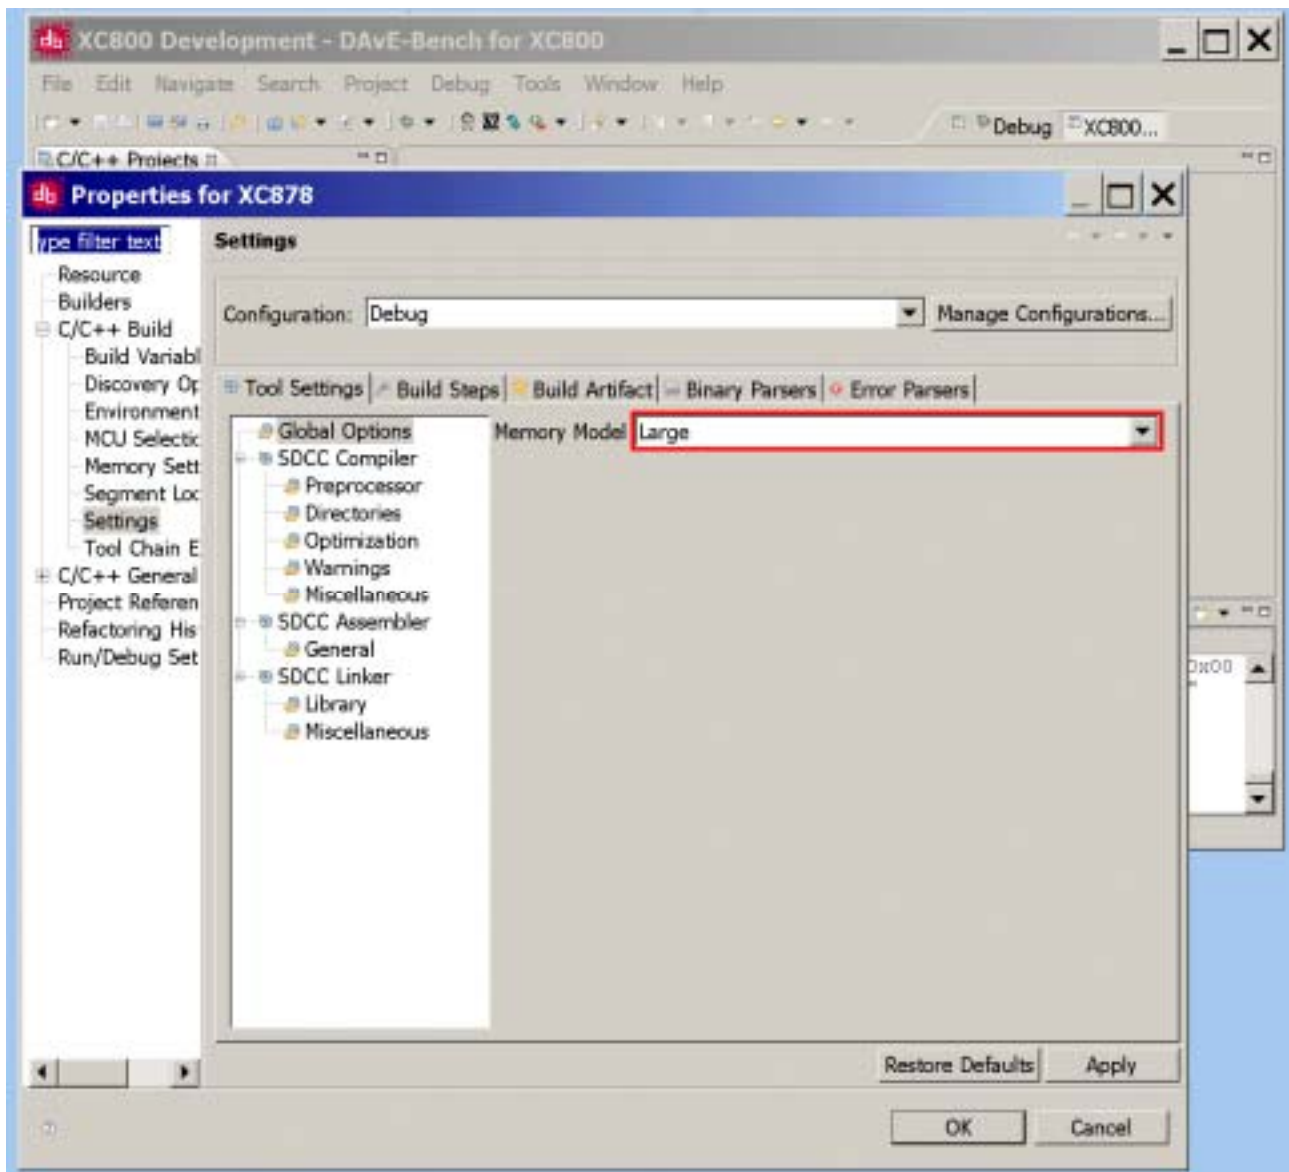 XC800 Development - DAvE-Bench for XC800
File Edit Navigate Search Project Debug Tools Window Help
Debug XC800...
C/C++ Projects
Properties for XC878
ype filter text
Settings
Resource
Builders
C/C++ Build
Build Variabl
Discovery Op
Environment
MCU Selectic
Memory Sett
Segment Loc
Settings
Tool Chain E
C/C++ General
Project Referen
Refactoring His
Run/Debug Set
Configuration: Debug Manage Configurations...
Tool Settings Build Steps Build Artifact Binary Parsers Error Parsers
Global Options
SDCC Compiler
Preprocessor
Directories
Optimization
Warnings
Miscellaneous
SDCC Assembler
General
SDCC Linker
Library
Miscellaneous
Memory Model Large
0x00
Restore Defaults Apply
OK Cancel